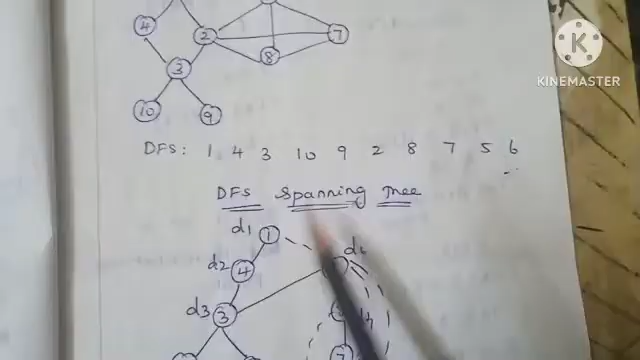 4
2
7
8
3
10
9
K
KINEMASTER
DFS: 1 4 3 10 9 2 8 7 5 6
DFS Spanning Tree
d1 1
d2 4
d3 3
7